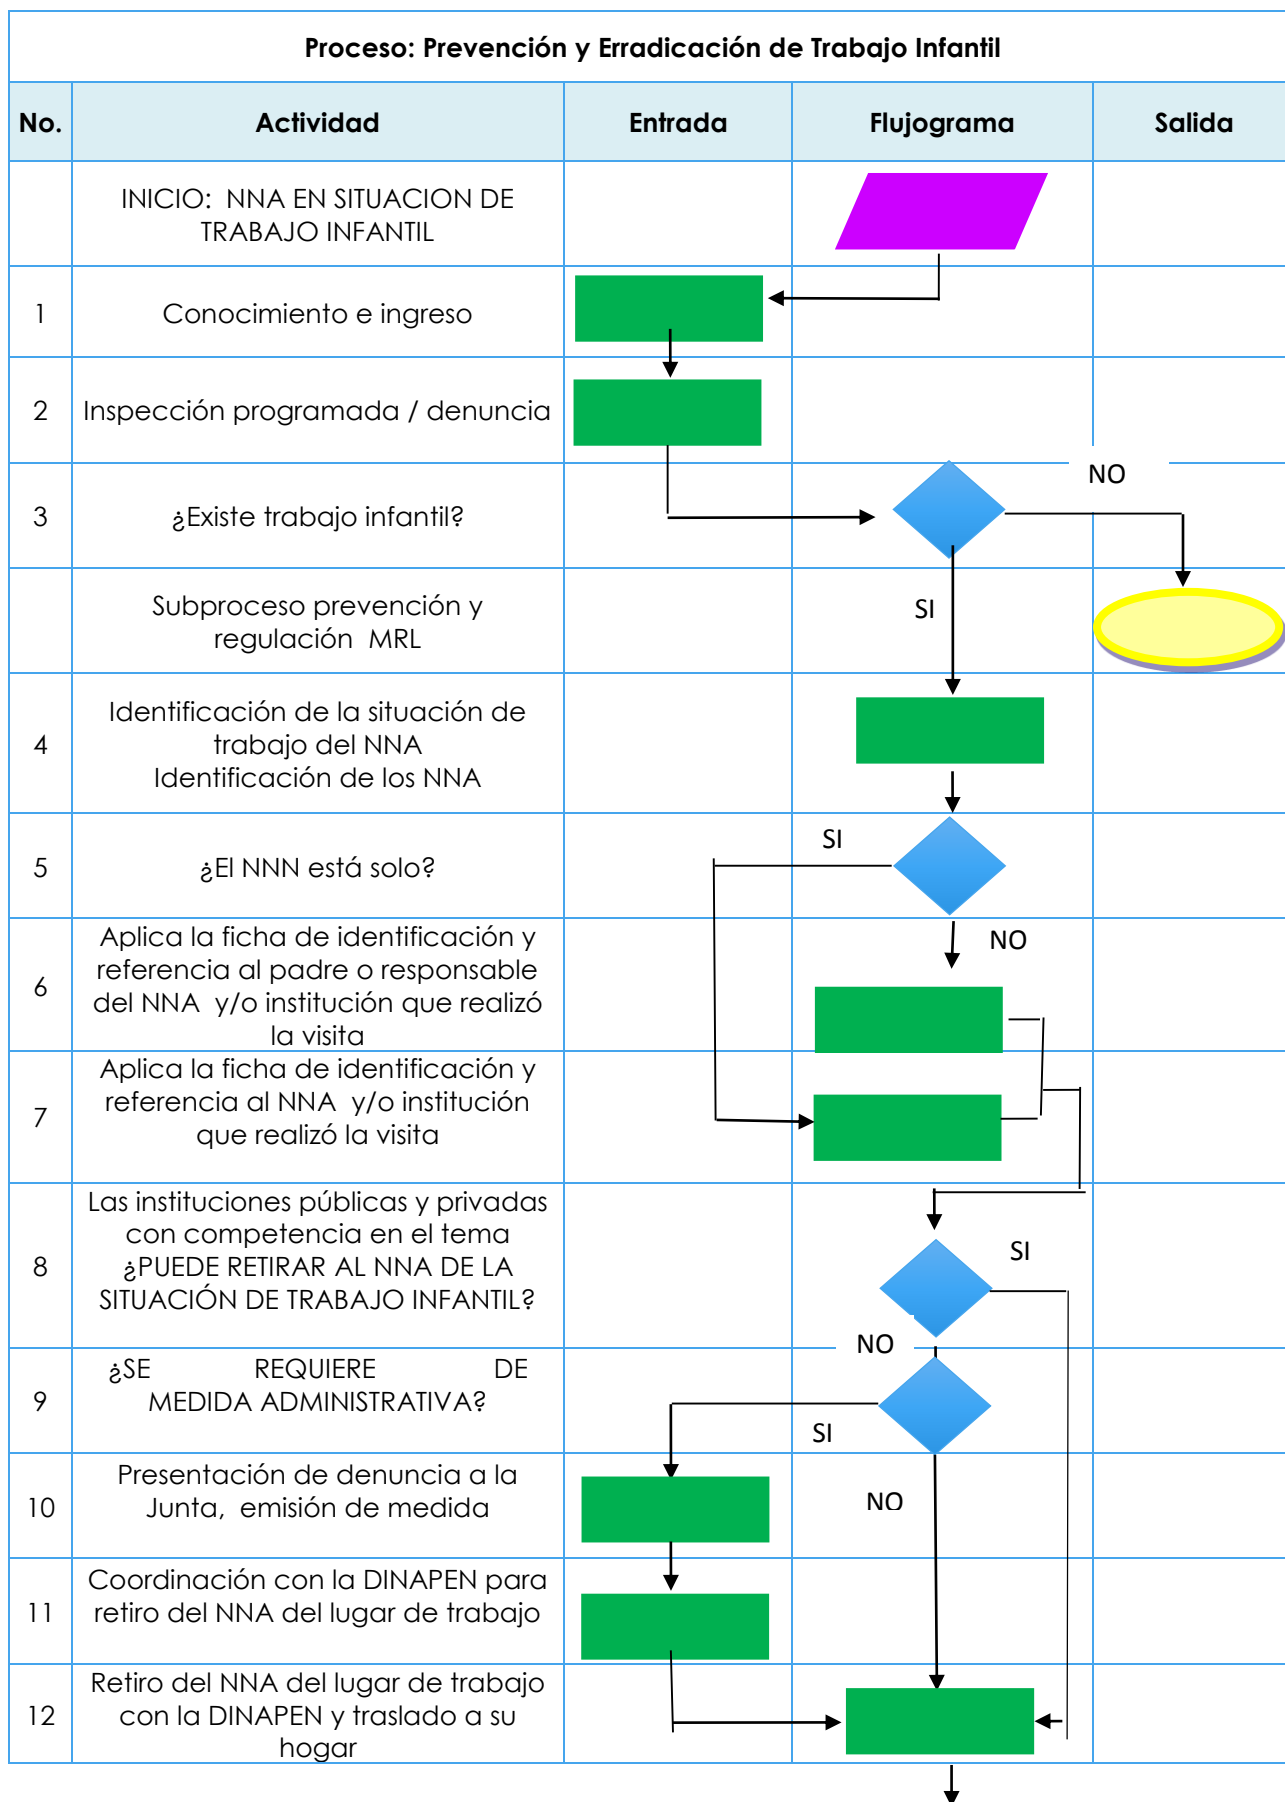 Proceso: Prevención y Erradicación de Trabajo Infantil
No. Actividad Entrada Flujograma Salida
INICIO: NNA EN SITUACION DE
TRABAJO INFANTIL
1 Conocimiento e ingreso
2 Inspección programada / denuncia
NO
3 ¿Existe trabajo infantil?
Subproceso prevención y
regulación MRL
SI
Identificación de la situación de
4 trabajo del NNA
Identificación de los NNA
SI
5 ¿El NNN está solo?
Aplica la ficha de identificación y
NO
referencia al padre o responsable
6 del NNA y/o institución que realizó
la visita
Aplica la ficha de identificación y
7 referencia al NNA y/o institución
que realizó la visita
Las instituciones públicas y privadas
con competencia en el tema
SI
8 ¿PUEDE RETIRAR AL NNA DE LA
SITUACIÓN DE TRABAJO INFANTIL?
NO
¿SE REQUIERE DE
9 MEDIDA ADMINISTRATIVA?
SI
Presentación de denuncia a la
10 Junta, emisión de medida
NO
Coordinación con la DINAPEN para
11 retiro del NNA del lugar de trabajo
Retiro del NNA del lugar de trabajo
12 con la DINAPEN y traslado a su
hogar